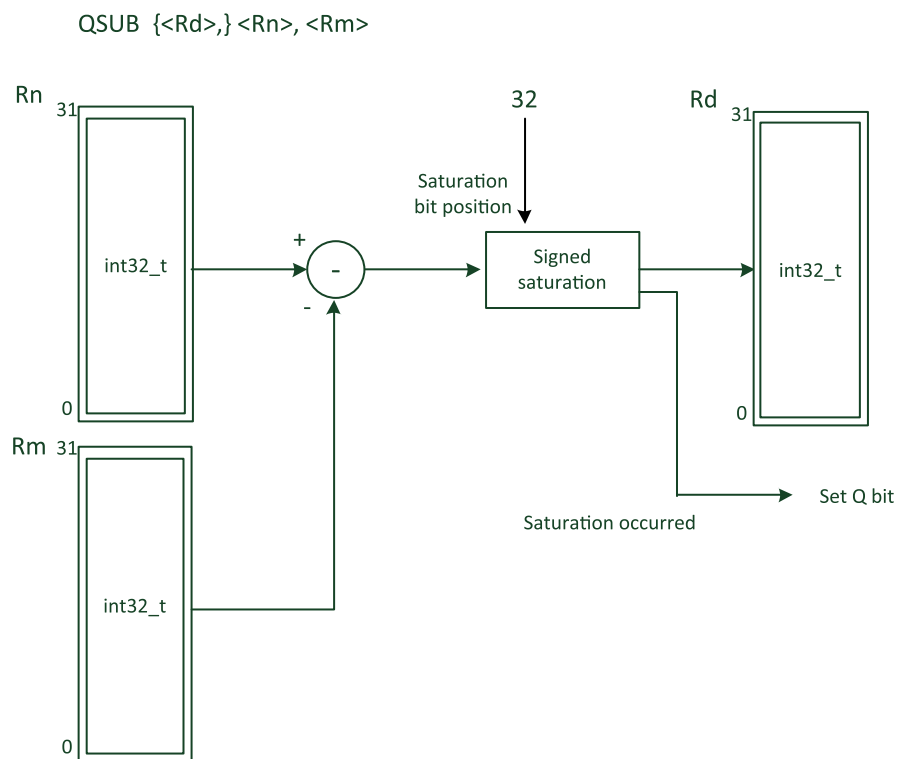 QSUB {<Rd>,} <Rn>, <Rm>
Rn
31
int32_t
0
Rm
31
int32_t
0
+
-
-
32
Saturation
bit position
Signed
saturation
Rd
31
int32_t
0
Saturation occurred
Set Q bit